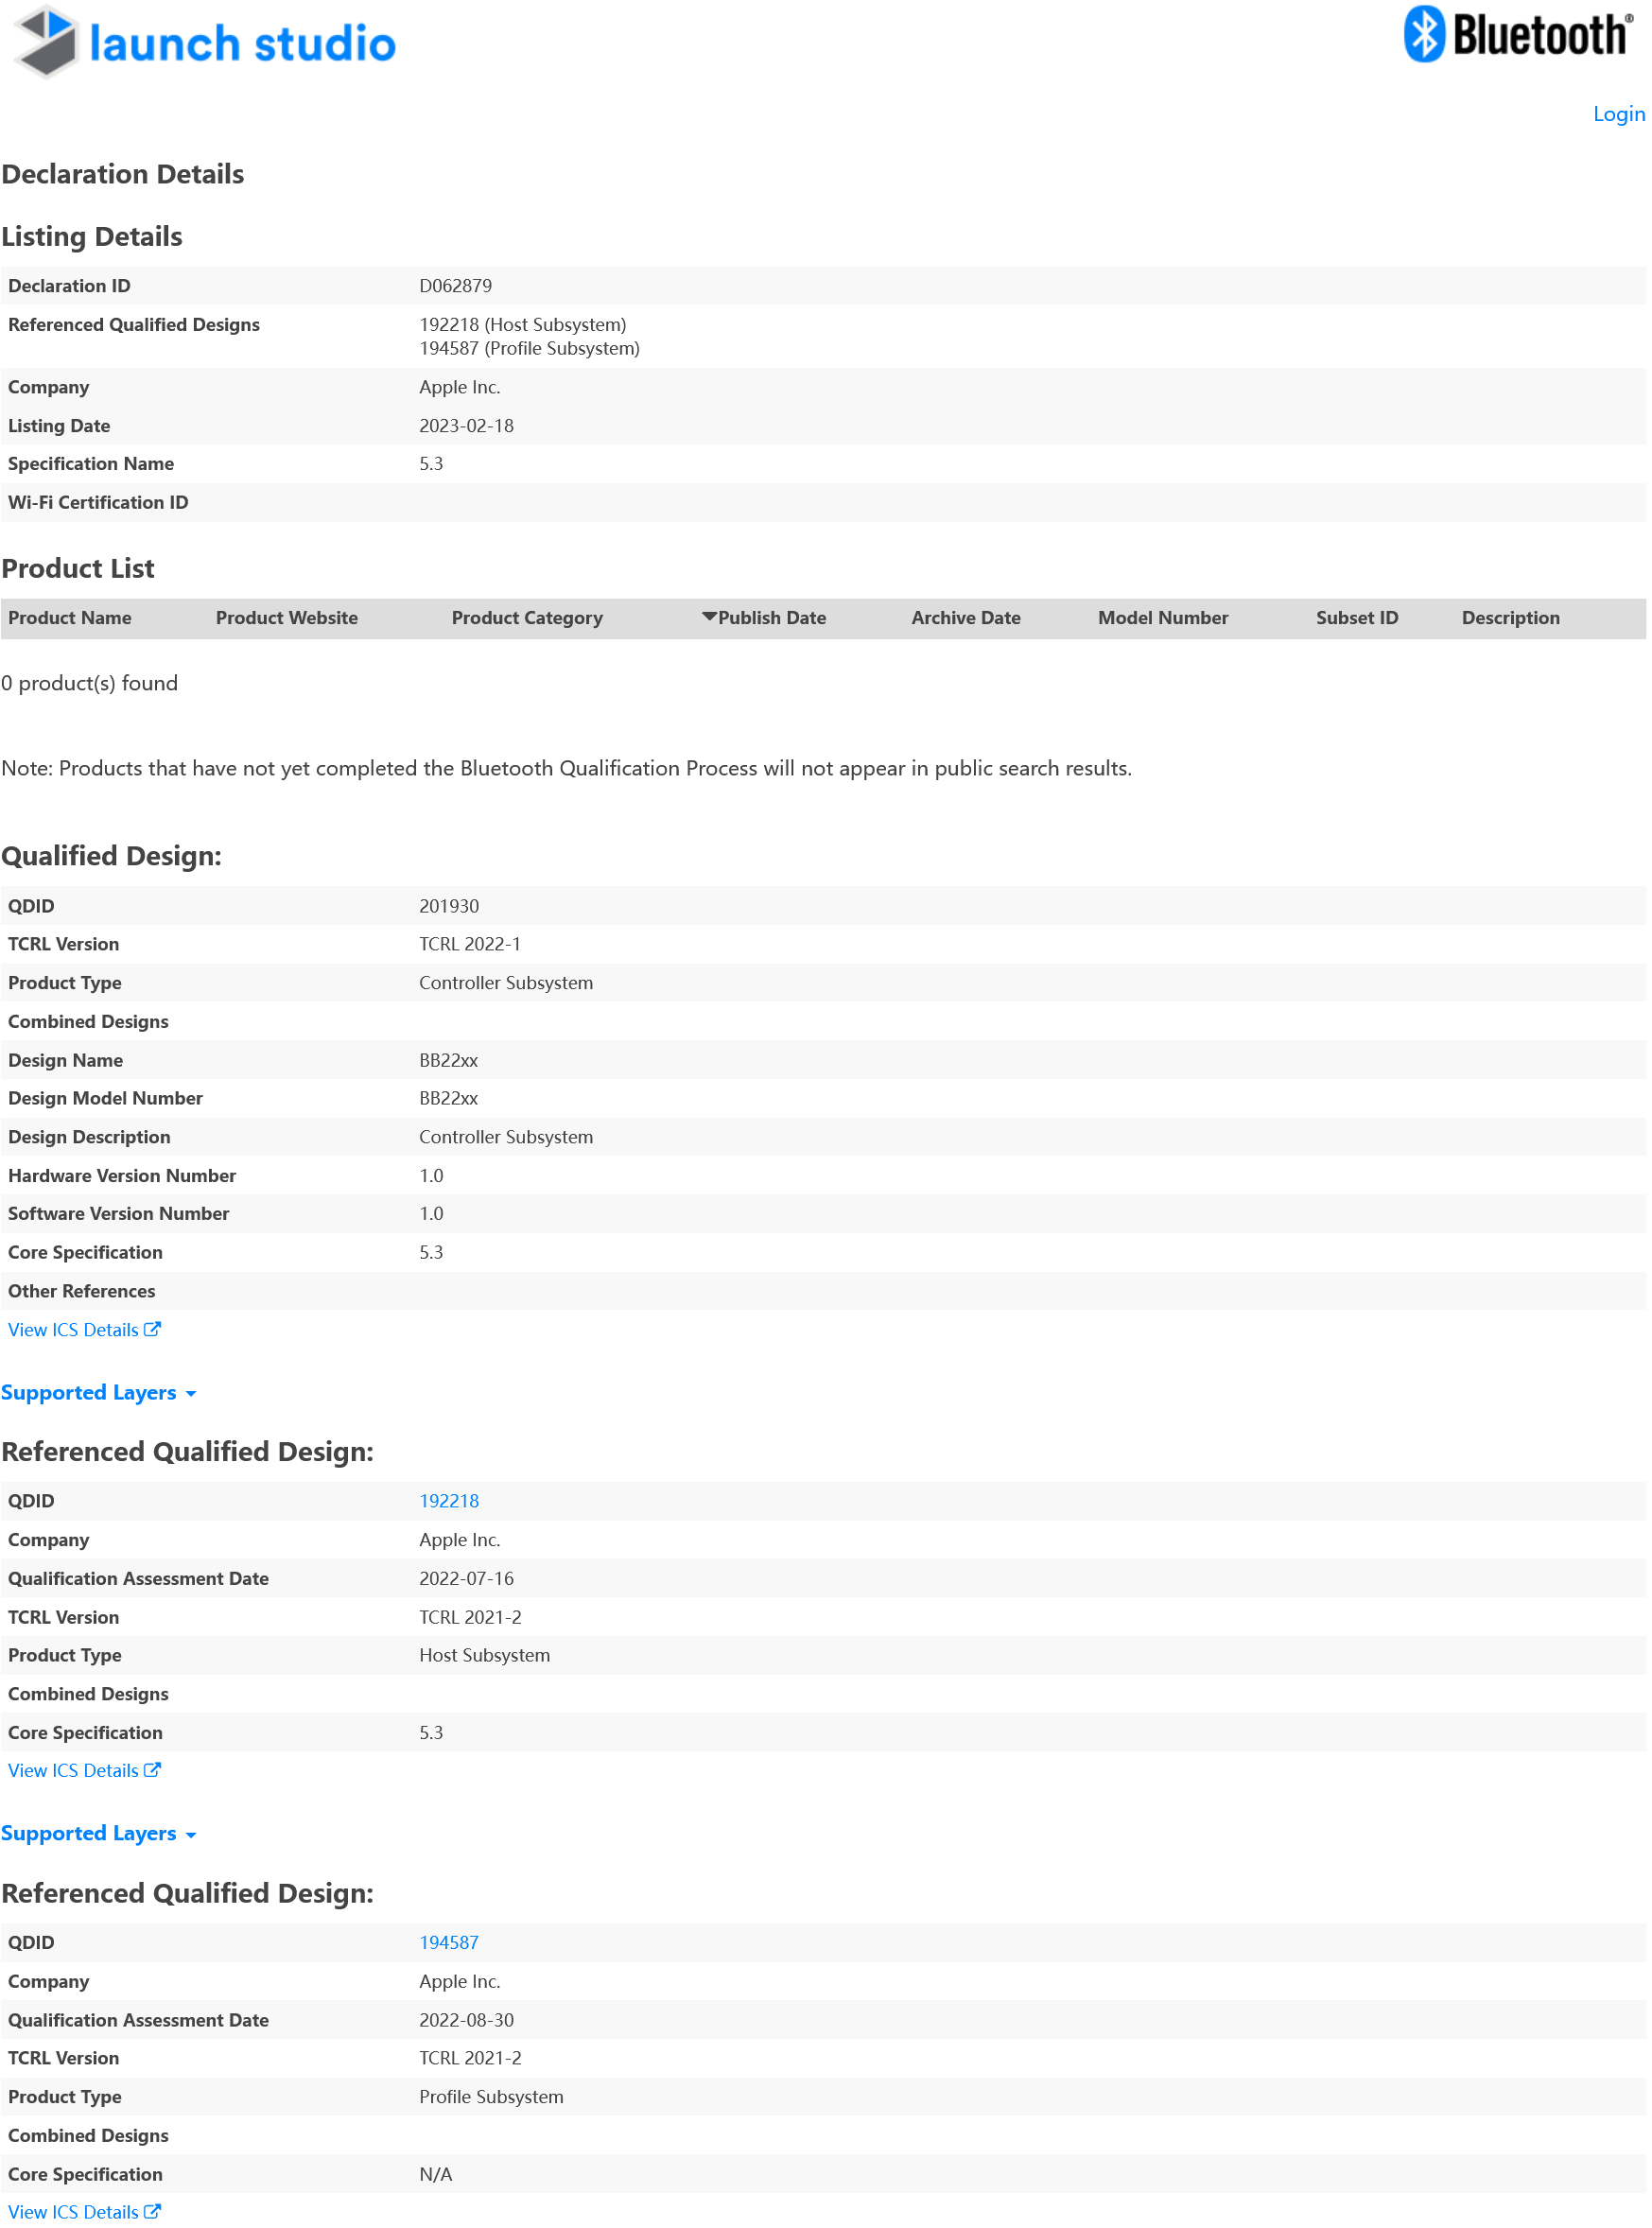 launch studio
Bluetooth®
Login
Declaration Details
Listing Details
Declaration ID D062879
Referenced Qualified Designs 192218 (Host Subsystem)
194587 (Profile Subsystem)
Company Apple Inc.
Listing Date 2023-02-18
Specification Name 5.3
Wi-Fi Certification ID
Product List
Product Name Product Website Product Category Publish Date Archive Date Model Number Subset ID Description
0 product(s) found
Note: Products that have not yet completed the Bluetooth Qualification Process will not appear in public search results.
Qualified Design:
QDID 201930
TCRL Version TCRL 2022-1
Product Type Controller Subsystem
Combined Designs
Design Name BB22xx
Design Model Number BB22xx
Design Description Controller Subsystem
Hardware Version Number 1.0
Software Version Number 1.0
Core Specification 5.3
Other References
View ICS Details
Supported Layers
Referenced Qualified Design:
QDID 192218
Company Apple Inc.
Qualification Assessment Date 2022-07-16
TCRL Version TCRL 2021-2
Product Type Host Subsystem
Combined Designs
Core Specification 5.3
View ICS Details
Supported Layers
Referenced Qualified Design:
QDID 194587
Company Apple Inc.
Qualification Assessment Date 2022-08-30
TCRL Version TCRL 2021-2
Product Type Profile Subsystem
Combined Designs
Core Specification N/A
View ICS Details